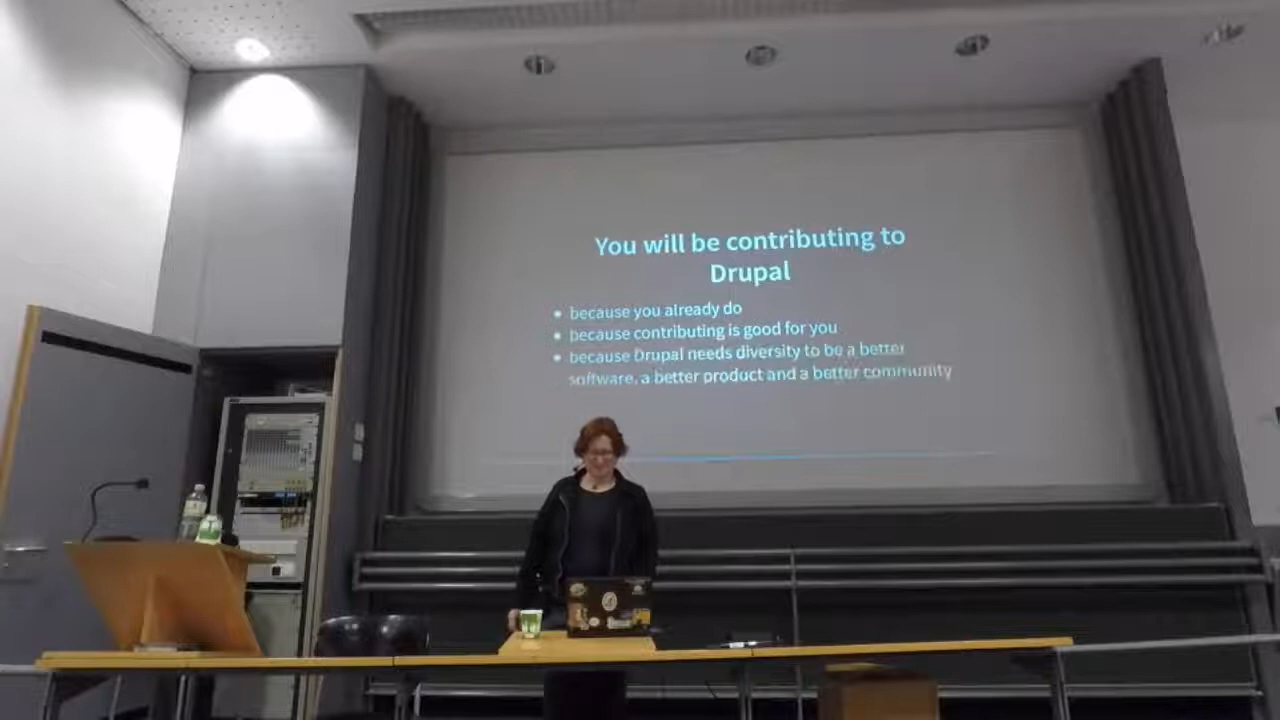 You will be contributing to
Drupal
because you already do
because contributing is good for you
because Drupal needs diversity to be a better
software, a better product and a better community